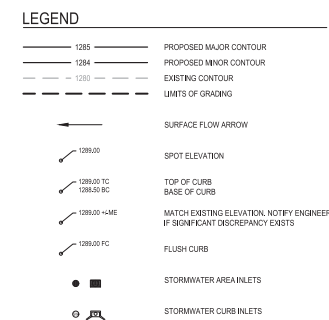 LEGEND
1285 PROPOSED MAJOR CONTOUR
1284 PROPOSED MINOR CONTOUR
1280 EXISTING CONTOUR
LIMITS OF GRADING
SURFACE FLOW ARROW
1289.00 SPOT ELEVATION
1289.00 TC TOP OF CURB
1288.50 BC BASE OF CURB
1289.00 +/-ME MATCH EXISTING ELEVATION. NOTIFY ENGINEER
IF SIGNIFICANT DISCREPANCY EXISTS
1289.00 FC FLUSH CURB
STORMWATER AREA INLETS
STORMWATER CURB INLETS